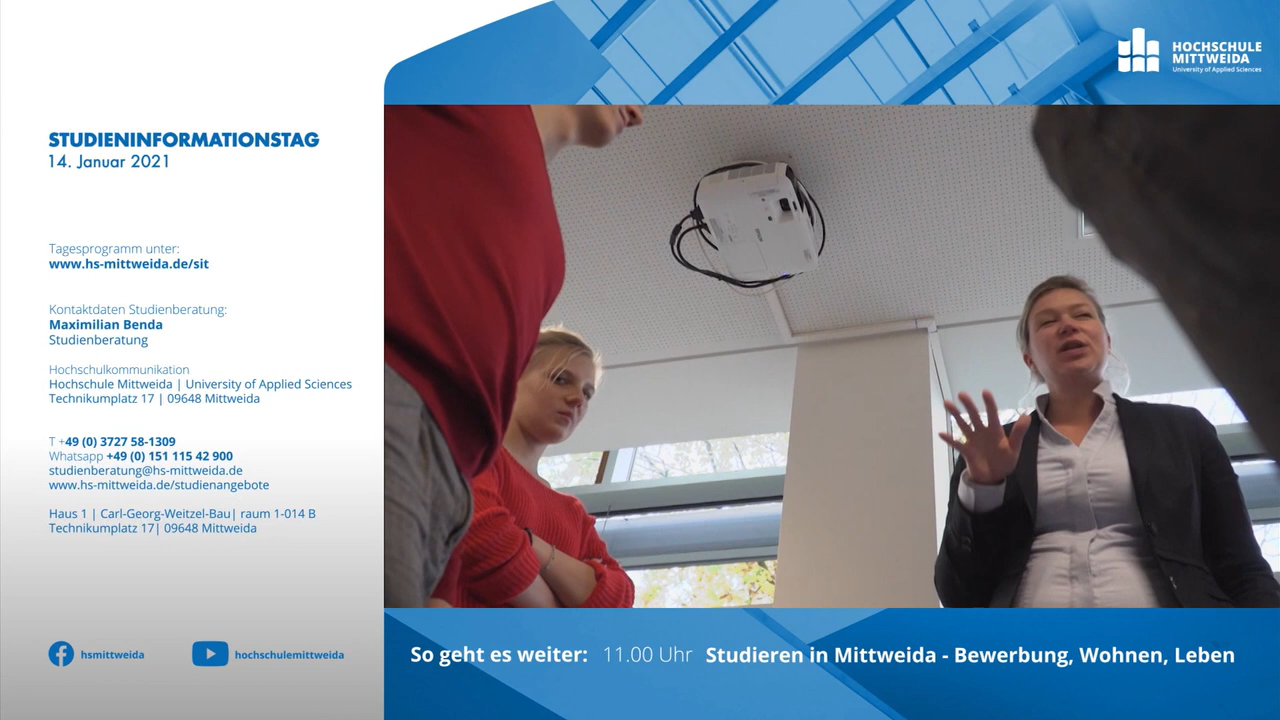 STUDIENINFORMATIONSTAG
14. Januar 2021
Tagesprogramm unter:
www.hs-mittweida.de/sit
Kontaktdaten Studienberatung:
Maximilian Benda
Studienberatung
Hochschulkommunikation
Hochschule Mittweida | University of Applied Sciences
Technikumplatz 17 | 09648 Mittweida
T +49 (0) 3727 58-1309
Whatsapp +49 (0) 151 115 42 900
studienberatung@hs-mittweida.de
www.hs-mittweida.de/studienangebote
Haus 1 | Carl-Georg-Weitzel-Bau| raum 1-014 B
Technikumplatz 17| 09648 Mittweida
hsmittweida
hochschulemittweida
HOCHSCHULE
MITTWEIDA
University of Applied Sciences
So geht es weiter: 11.00 Uhr Studieren in Mittweida - Bewerbung, Wohnen, Leben